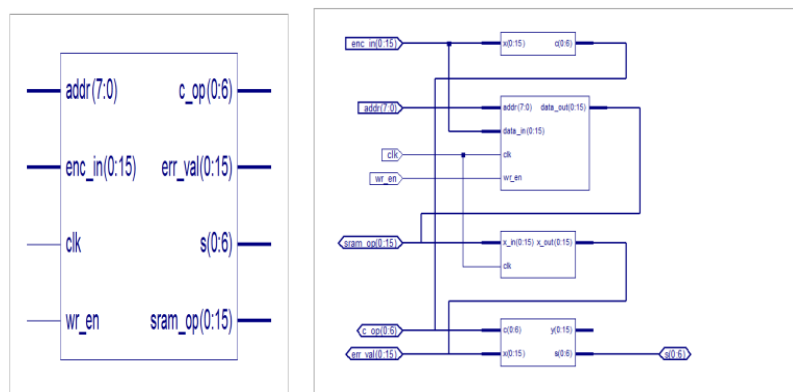 addr(7:0) c_op(0:6)
enc_in(0:15) err_val(0:15)
clk s(0:6)
wr_en sram_op(0:15)
enc_in(0:15) x(0:15) c(0:6)
addr(7:0) addr(7:0) data_out(0:15)
data_in(0:15)
clk clk
wr_en wr_en
sram_op(0:15) x_in(0:15) x_out(0:15)
clk
c_op(0:6) c(0:6) y(0:15)
err_val(0:15) x(0:15) s(0:6) s(0:6)